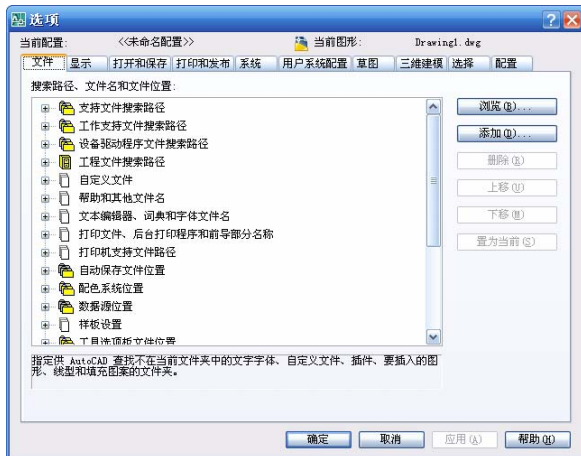 选项
当前配置: <<未命名配置>> 当前图形: Drawing1.dwg
文件 显示 打开和保存 打印和发布 系统 用户系统配置 草图 三维建模 选择 配置
搜索路径、文件名和文件位置:
支持文件搜索路径
工作支持文件搜索路径
设备驱动程序文件搜索路径
工程文件搜索路径
自定义文件
帮助和其他文件名
文本编辑器、词典和字体文件名
打印文件、后台打印程序和前导部分名称
打印机支持文件路径
自动保存文件位置
配色系统位置
数据源位置
样板设置
工具选项板文件位置
浏览(B)...
添加(D)...
删除(R)
上移(U)
下移(M)
置为当前(S)
指定供 AutoCAD 查找不在当前文件夹中的文字字体、自定义文件、插件、要插入的图
形、线型和填充图案的文件夹。
确定 取消 应用(A) 帮助(H)